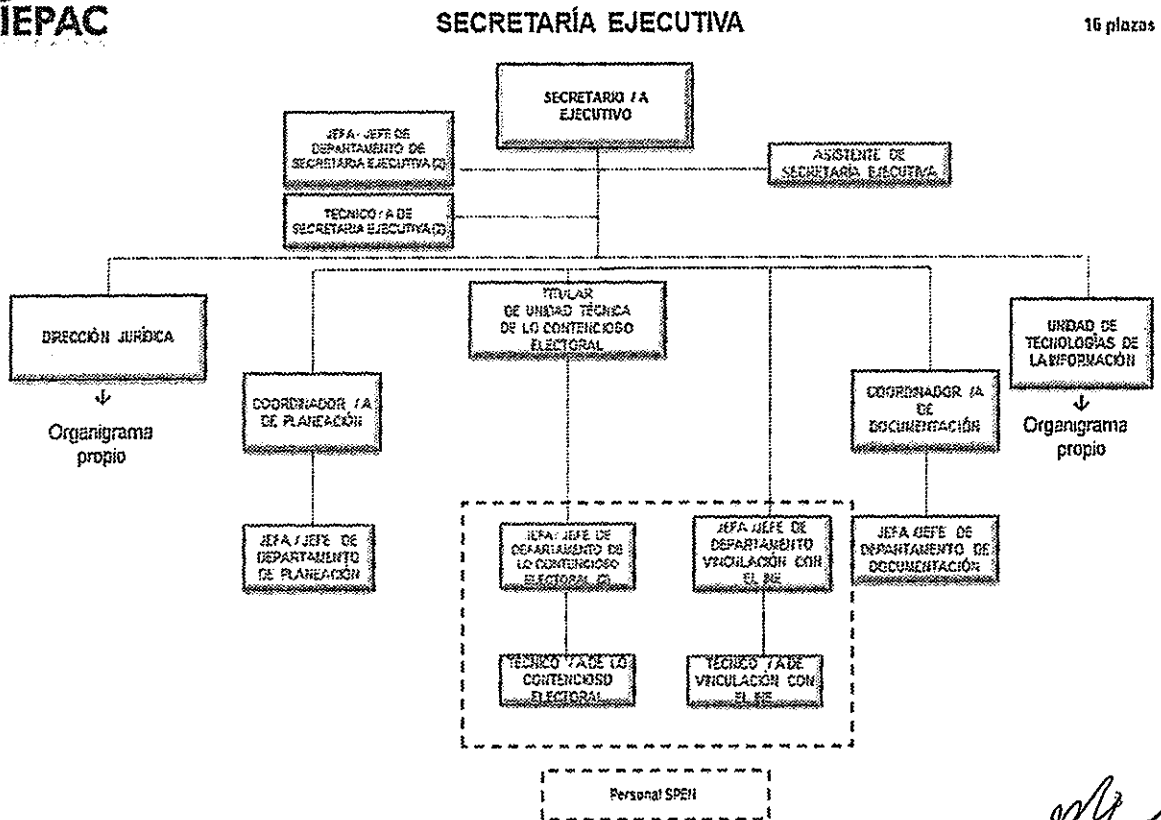 IEPAC
SECRETARÍA EJECUTIVA
16 plazas
SECRETARIO / A
EJECUTIVO
JEFA / JEFE DE
DEPARTAMENTO DE
SECRETARIA EJECUTIVA (2)
ASISTENTE DE
SECRETARÍA EJECUTIVA
TECNICO / A DE
SECRETARIA EJECUTIVA (2)
DIRECCIÓN JURÍDICA
Organigrama
propio
COORDINADOR / A
DE PLANEACIÓN
TITULAR
DE UNIDAD TÉCNICA
DE LO CONTENCIOSO
ELECTORAL
COORDINADOR /A
DE
DOCUMENTACIÓN
UNIDAD DE
TECNOLOGÍAS DE
LA INFORMACIÓN
Organigrama
propio
JEFA / JEFE DE
DEPARTAMENTO
DE PLANEACIÓN
JEFA / JEFE DE
DEPARTAMENTO DE
LO CONTENCIOSO
ELECTORAL (2)
JEFA /JEFE DE
DEPARTAMENTO
VINCULACIÓN CON
EL INE
JEFA /JEFE DE
DEPARTAMENTO DE
DOCUMENTACIÓN
TÉCNICO / A DE LO
CONTENCIOSO
ELECTORAL
TECNICO / A DE
VINCULACIÓN CON
EL INE
Personal SPEN